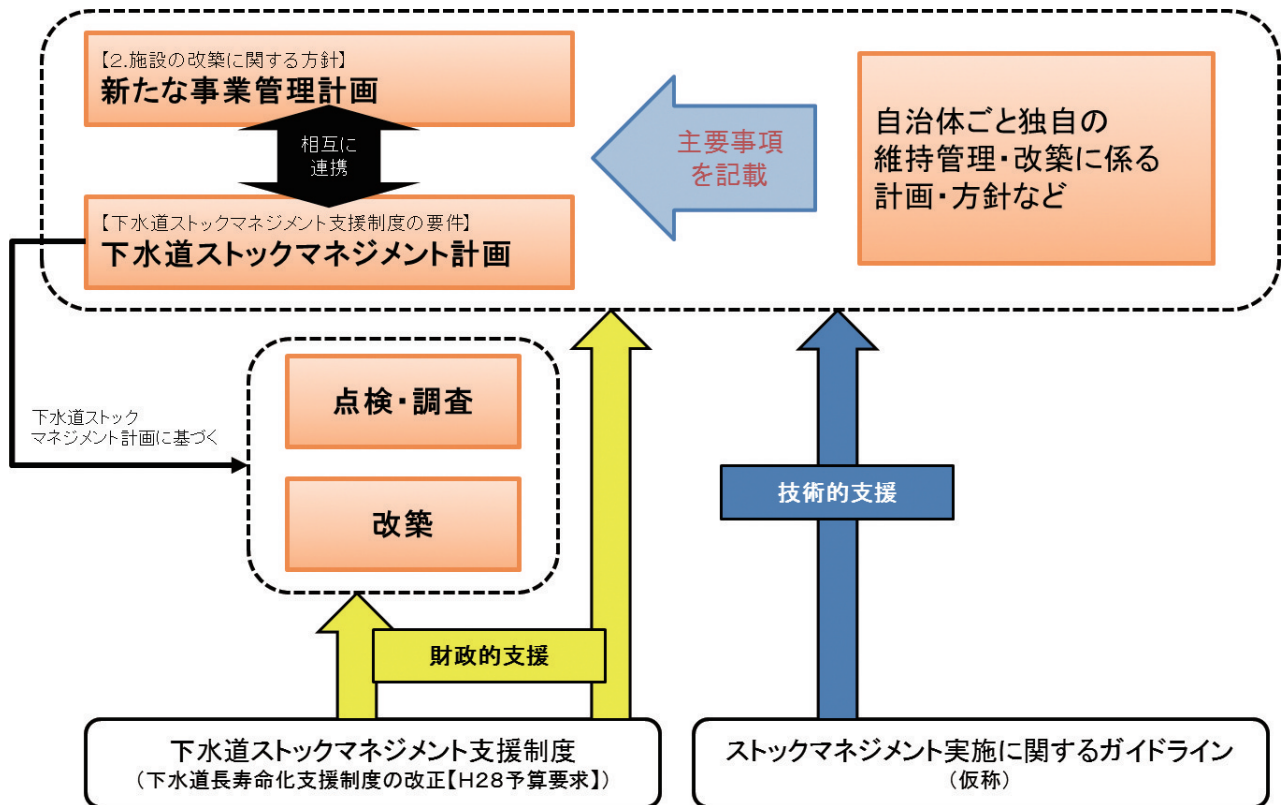 【2.施設の改築に関する方針】
新たな事業管理計画
相互に
連携
【下水道ストックマネジメント支援制度の要件】
下水道ストックマネジメント計画
主要事項
を記載
自治体ごと独自の
維持管理・改築に係る
計画・方針など
下水道ストック
マネジメント計画に基づく
点検・調査
改築
財政的支援
技術的支援
下水道ストックマネジメント支援制度
（下水道長寿命化支援制度の改正【H28予算要求】）
ストックマネジメント実施に関するガイドライン
（仮称）